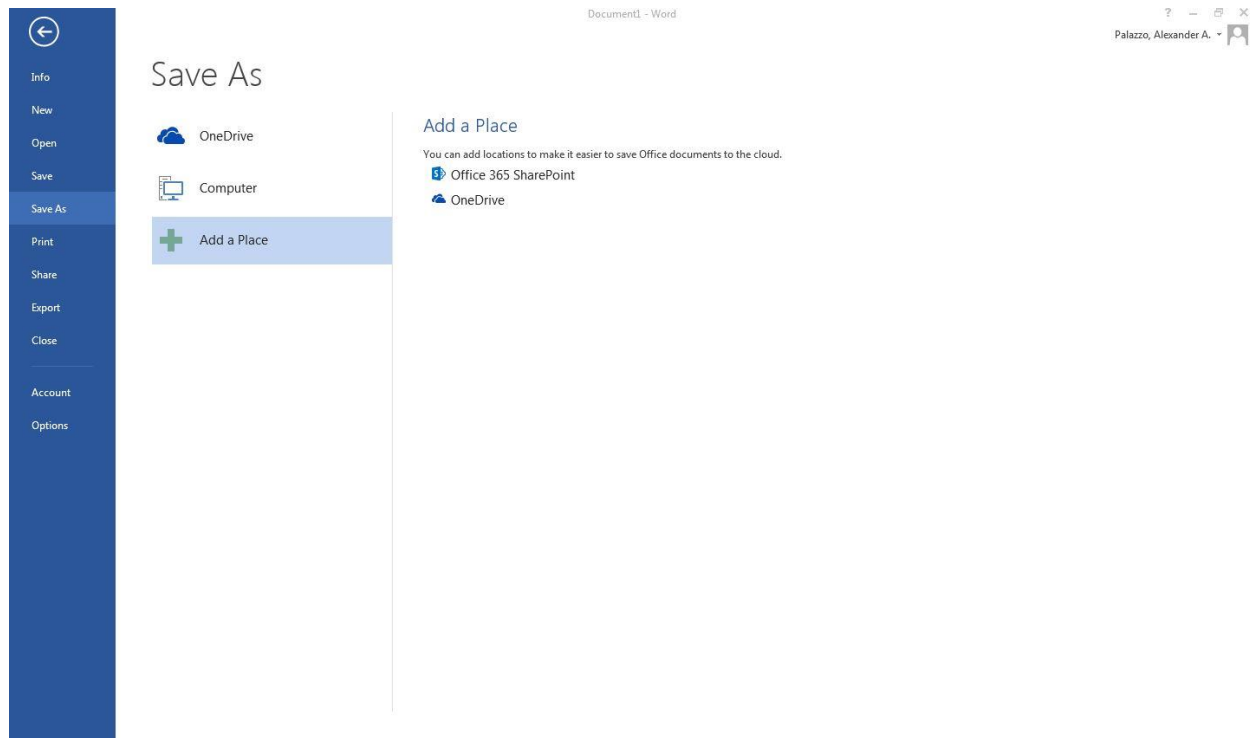 Document1 - Word
?
Palazzo, Alexander A.
Info
New
Open
Save
Save As
Print
Share
Export
Close
Account
Options
Save As
OneDrive
Computer
Add a Place
Add a Place
You can add locations to make it easier to save Office documents to the cloud.
Office 365 SharePoint
OneDrive